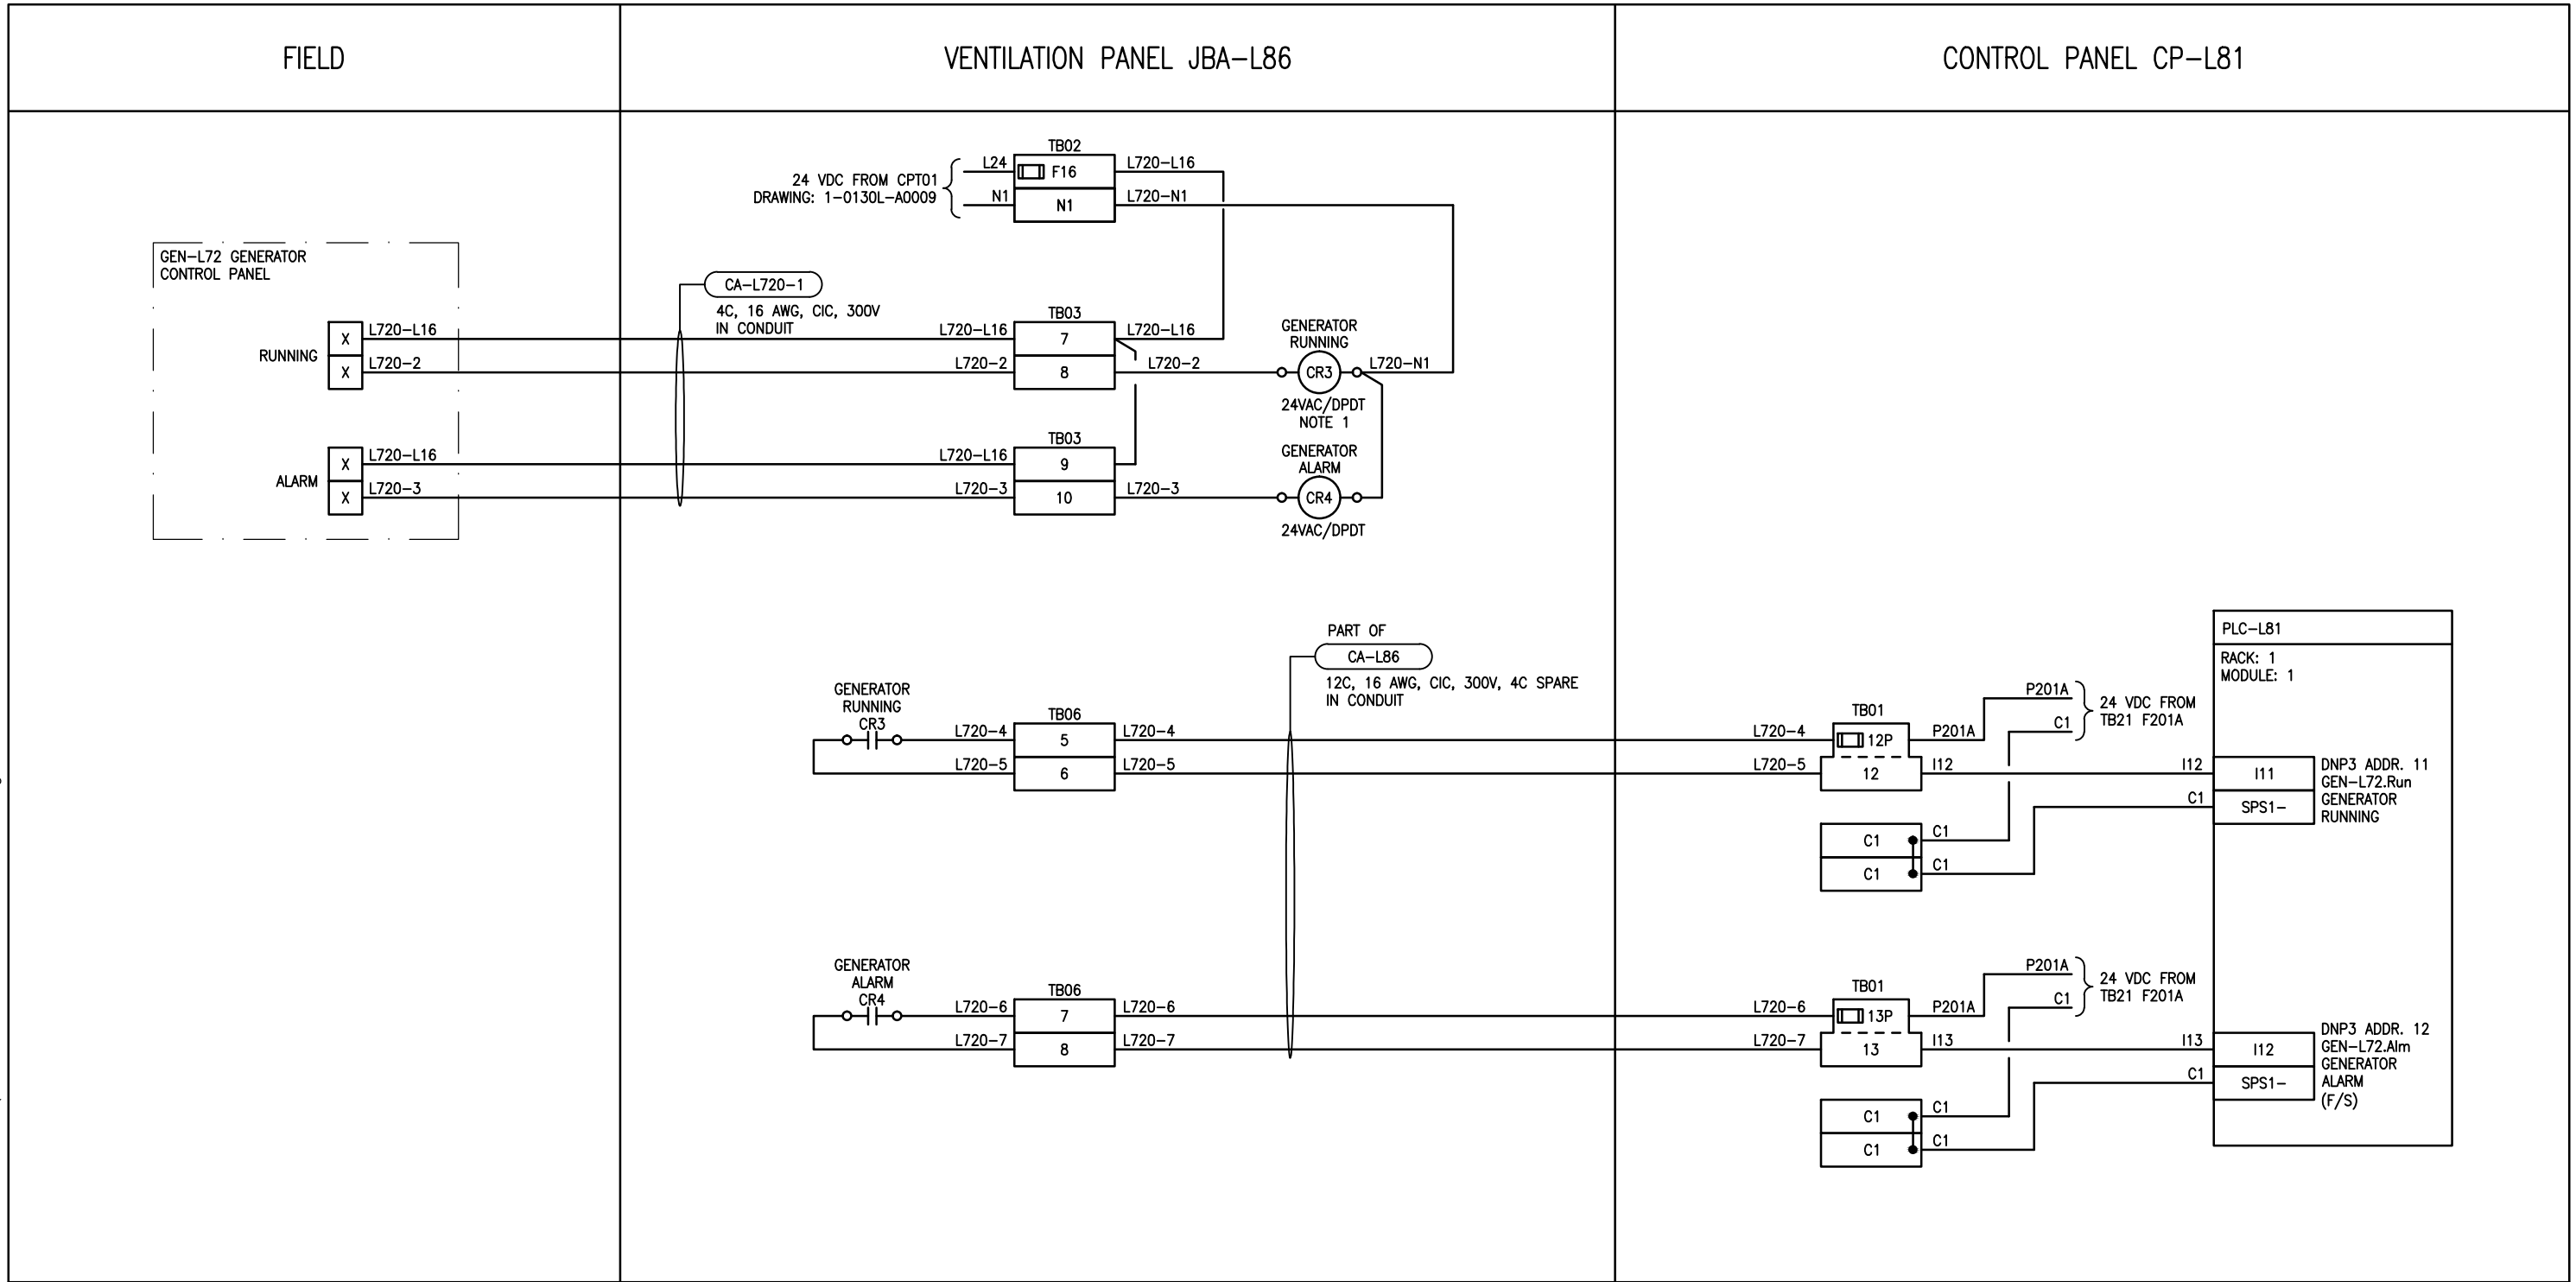 FIELD
VENTILATION PANEL JBA-L86
CONTROL PANEL CP-L81
TB02
24 VDC FROM CPT01
DRAWING: 1-0130L-A0009
L24
F16
L720-L16
N1
N1
L720-N1
GEN-L72 GENERATOR
CONTROL PANEL
CA-L720-1
4C, 16 AWG, CIC, 300V
IN CONDUIT
RUNNING
X
L720-L16
X
L720-2
TB03
L720-L16
7
L720-L16
L720-2
8
L720-2
GENERATOR
RUNNING
CR3
L720-N1
24VAC/DPDT
NOTE 1
ALARM
X
L720-L16
X
L720-3
TB03
L720-L16
9
L720-3
10
L720-3
GENERATOR
ALARM
CR4
24VAC/DPDT
PART OF
CA-L86
12C, 16 AWG, CIC, 300V, 4C SPARE
IN CONDUIT
GENERATOR
RUNNING
CR3
TB06
L720-4
5
L720-4
L720-5
6
L720-5
TB01
L720-4
12P
P201A
L720-5
12
I12
P201A
C1
24 VDC FROM
TB21 F201A
C1
C1
C1
C1
PLC-L81
RACK: 1
MODULE: 1
I12
I11
C1
SPS1-
DNP3 ADDR. 11
GEN-L72.Run
GENERATOR
RUNNING
GENERATOR
ALARM
CR4
TB06
L720-6
7
L720-6
L720-7
8
L720-7
TB01
L720-6
13P
P201A
L720-7
13
I13
P201A
C1
24 VDC FROM
TB21 F201A
C1
C1
C1
C1
I13
I12
C1
SPS1-
DNP3 ADDR. 12
GEN-L72.Alm
GENERATOR
ALARM
(F/S)